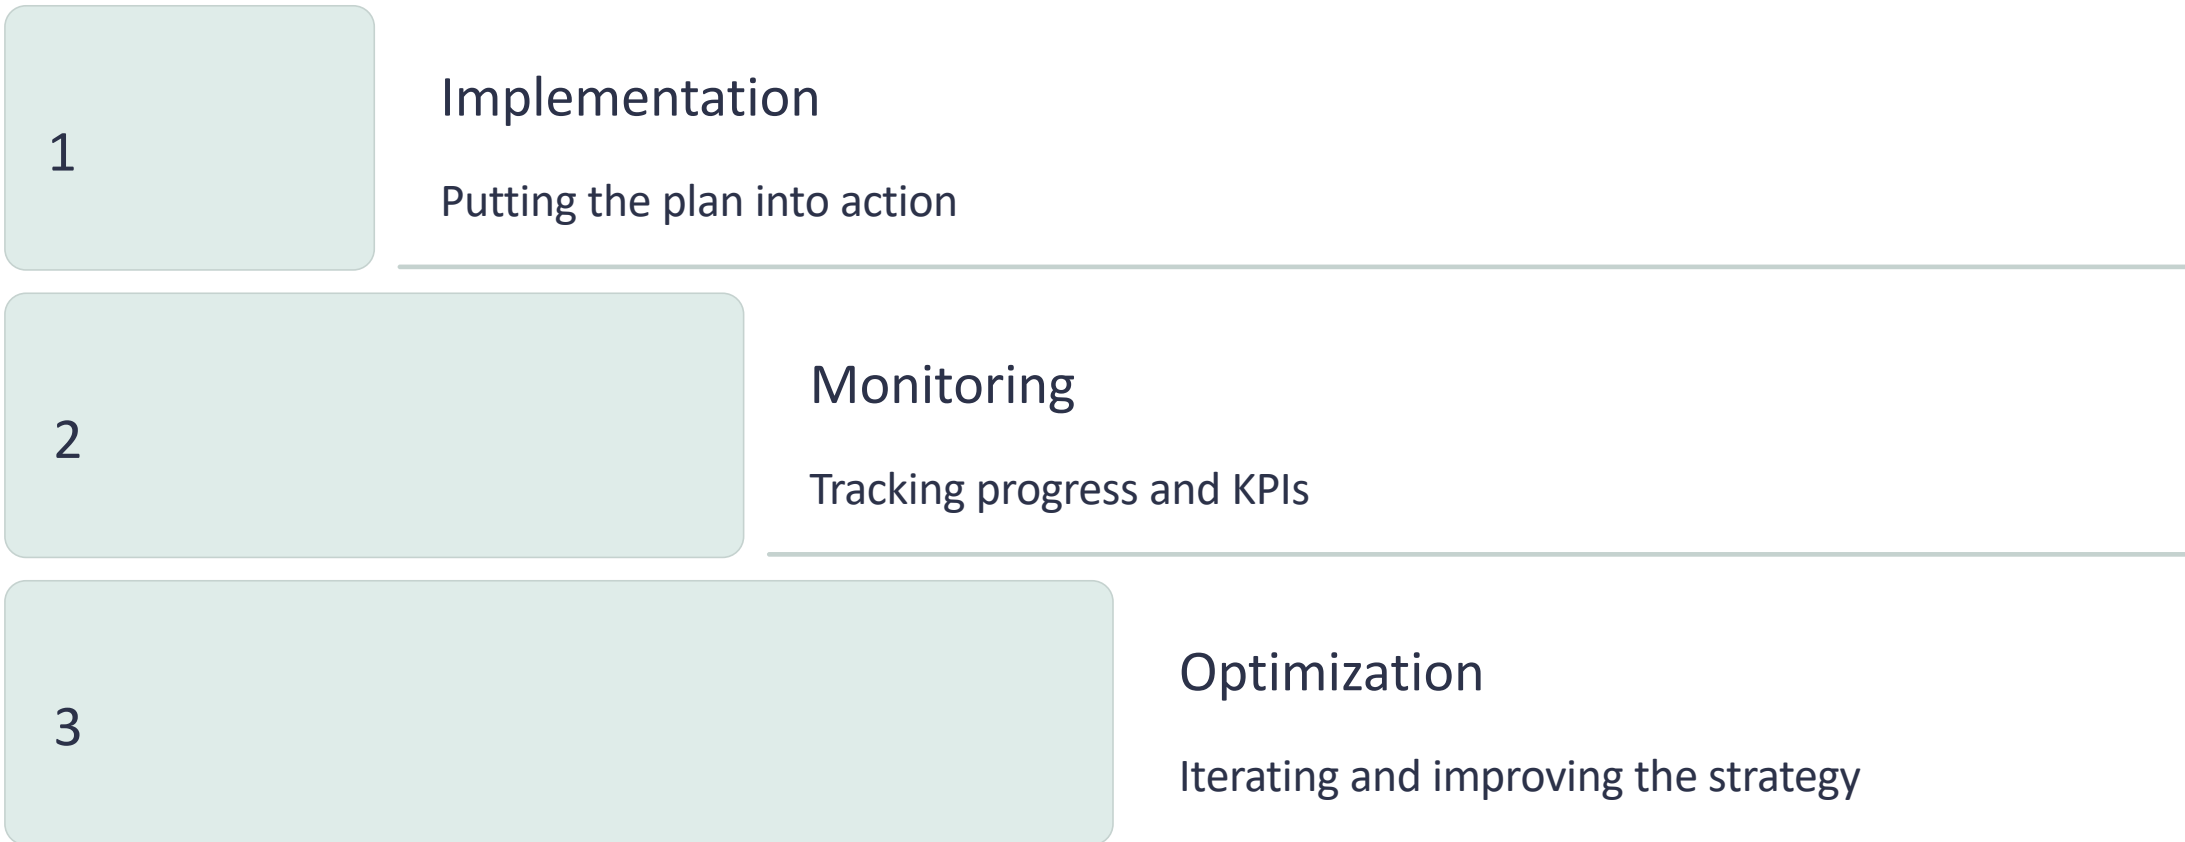 1
Implementation
Putting the plan into action
2
Monitoring
Tracking progress and KPIs
3
Optimization
Iterating and improving the strategy